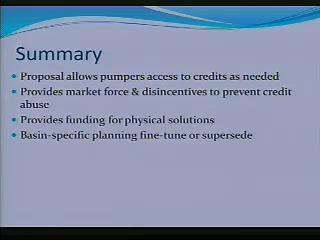 Summary
Proposal allows pumpers access to credits as needed
Provides market force & disincentives to prevent credit
abuse
Provides funding for physical solutions
Basin-specific planning fine-tune or supersede